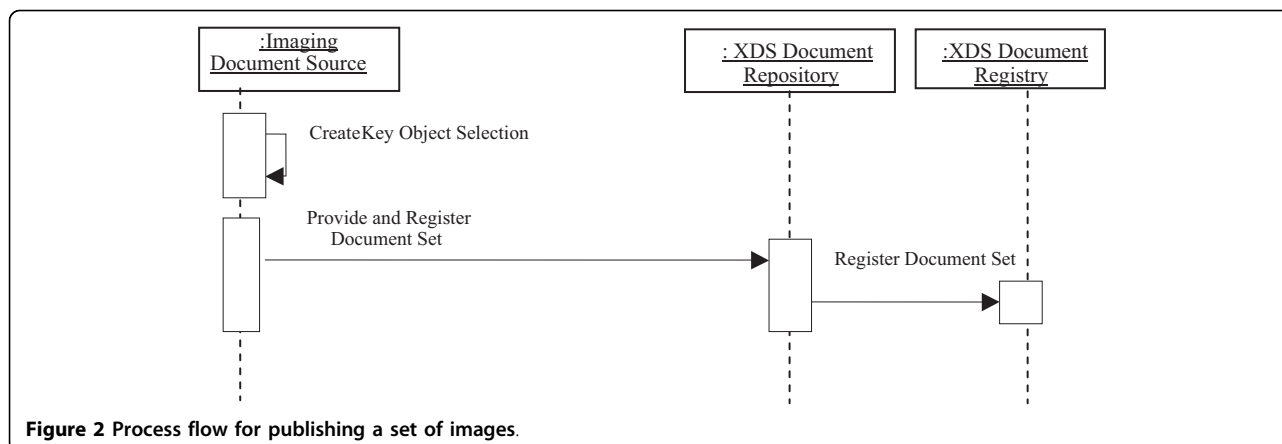 :Imaging
Document Source
: XDS Document
Repository
:XDS Document
Registry
CreateKey Object Selection
Provide and Register
Document Set
Register Document Set
Figure 2 Process flow for publishing a set of images.